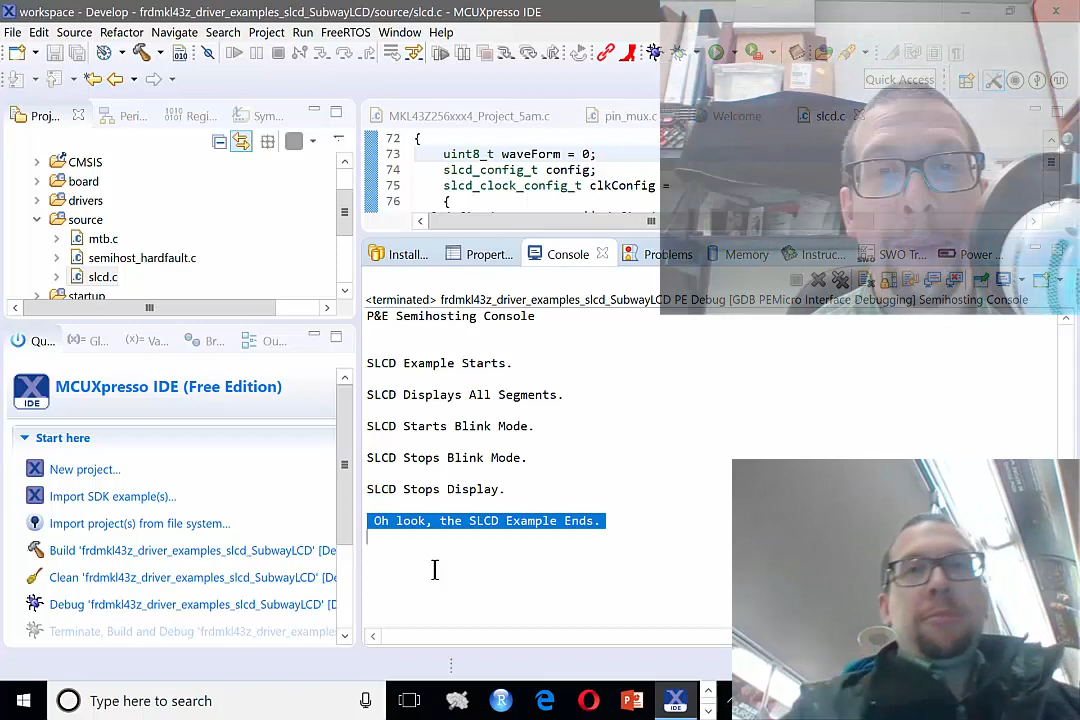 workspace - Develop - frdmkl43z_driver_examples_slcd_SubwayLCD/source/slcd.c - MCUXpresso IDE
File Edit Source Refactor Navigate Search Project Run FreeRTOS Window Help
Quick Access
Proj... Peri... Regi... Sym...
MKL43Z256xxx4_Project_5am.c pin_mux.c Welcome slcd.c
CMSIS
board
drivers
source
mtb.c
semihost_hardfault.c
slcd.c
startup
72 {
73 uint8_t waveForm = 0;
74 slcd_config_t config;
75 slcd_clock_config_t clkConfig =
76 {
Install... Propert... Console Problems Memory Instruc... SWO Tr... Power ...
<terminated> frdmkl43z_driver_examples_slcd_SubwayLCD PE Debug [GDB PEMicro Interface Debugging] Semihosting Console
P&E Semihosting Console
SLCD Example Starts.
SLCD Displays All Segments.
SLCD Starts Blink Mode.
SLCD Stops Blink Mode.
SLCD Stops Display.
Oh look, the SLCD Example Ends.
Qu... (x)= Gl... (x)= Va... Br... Ou...
IDE
MCUXpresso IDE (Free Edition)
Start here
New project...
Import SDK example(s)...
Import project(s) from file system...
Build 'frdmkl43z_driver_examples_slcd_SubwayLCD' [De
Clean 'frdmkl43z_driver_examples_slcd_SubwayLCD' [De
Debug 'frdmkl43z_driver_examples_slcd_SubwayLCD' [D
Terminate, Build and Debug 'frdmkl43z_driver_example
Type here to search